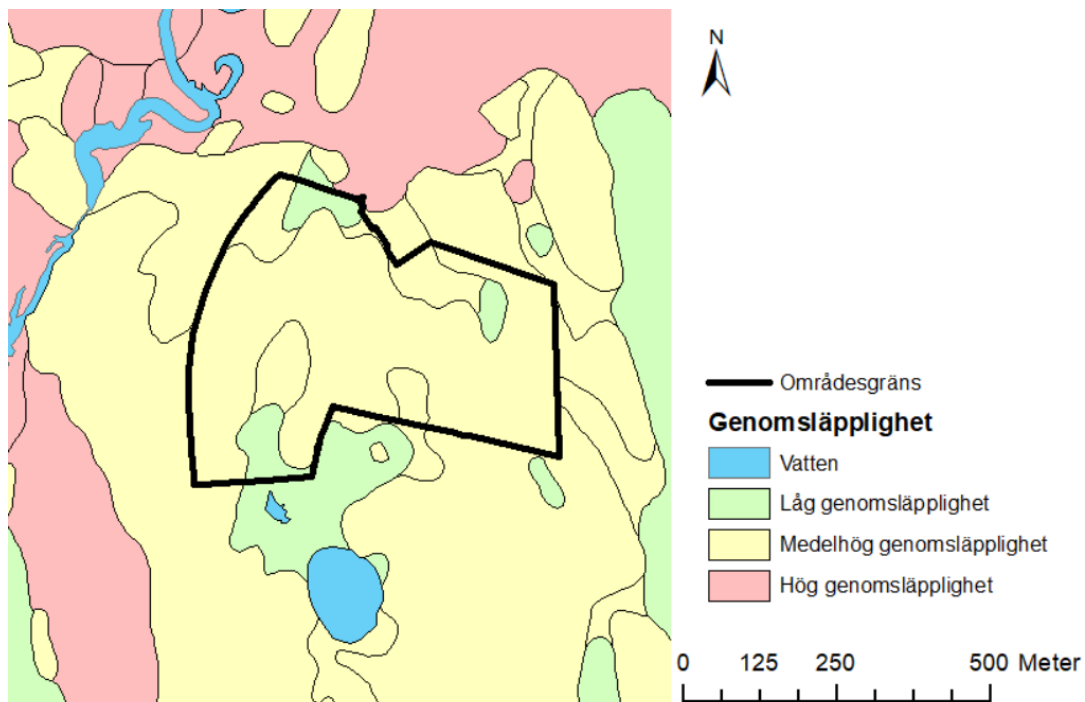 N
Områdesgräns
Genomsläpplighet
Vatten
Låg genomsläpplighet
Medelhög genomsläpplighet
Hög genomsläpplighet
0 125 250 500 Meter